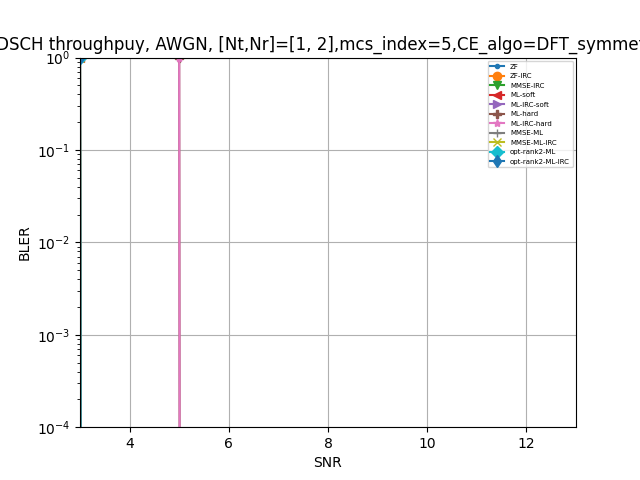 DSCH throughpuy, AWGN, [Nt,Nr]=[1, 2],mcs_index=5,CE_algo=DFT_symmet
10^0
10^-1
10^-2
10^-3
10^-4
BLER
4 6 8 10 12
SNR
ZF
ZF-IRC
MMSE-IRC
ML-soft
ML-IRC-soft
ML-hard
ML-IRC-hard
MMSE-ML
MMSE-ML-IRC
opt-rank2-ML
opt-rank2-ML-IRC